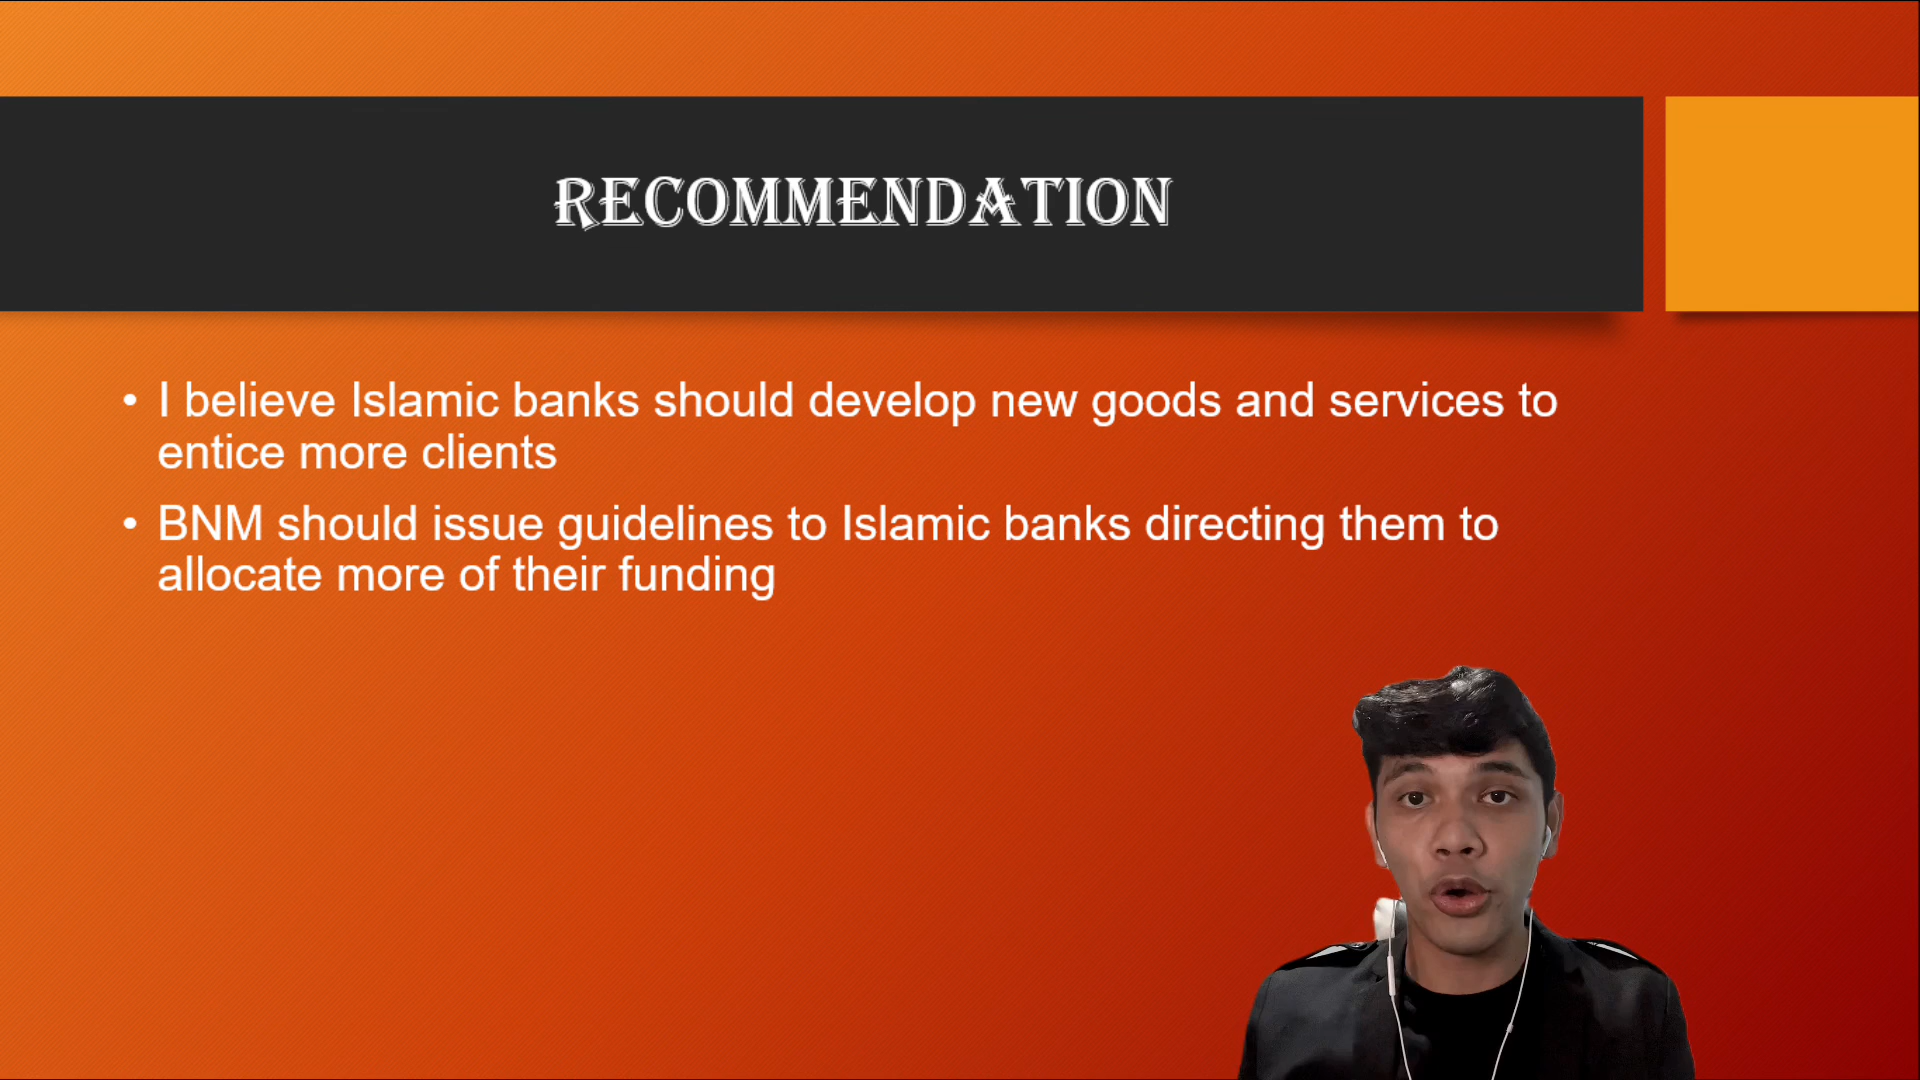 RECOMMENDATION
• I believe Islamic banks should develop new goods and services to
entice more clients
• BNM should issue guidelines to Islamic banks directing them to
allocate more of their funding